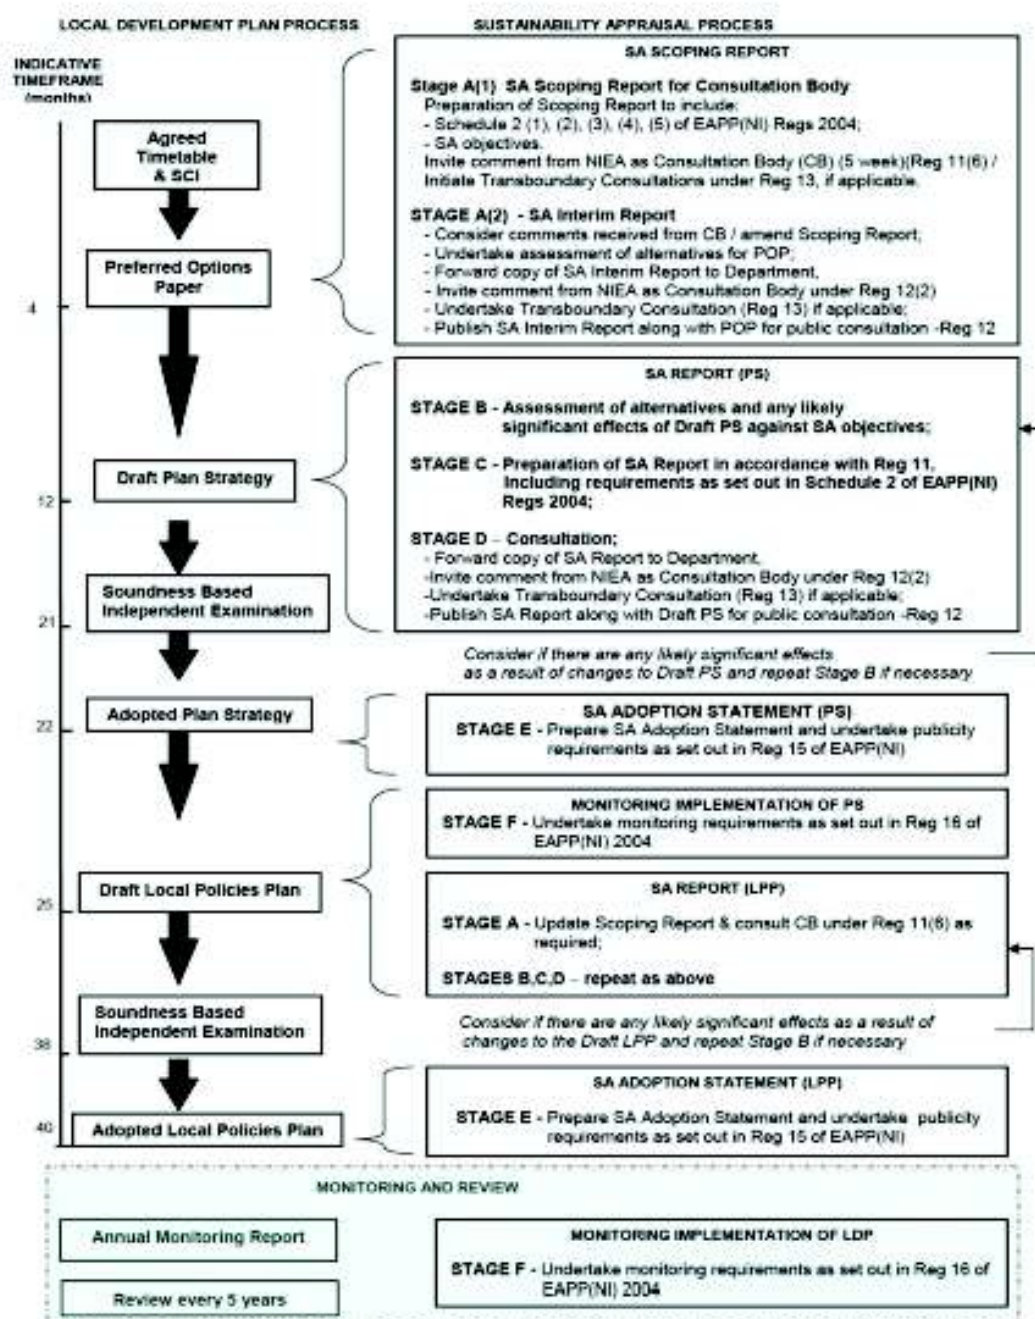 LOCAL DEVELOPMENT PLAN PROCESS
SUSTAINABILITY APPRAISAL PROCESS
INDICATIVE
TIMEFRAME
(months)
Agreed
Timetable
& SCI
Preferred Options
Paper
4
Draft Plan Strategy
12
Soundness Based
Independent Examination
21
Adopted Plan Strategy
22
Draft Local Policies Plan
25
Soundness Based
Independent Examination
38
Adopted Local Policies Plan
40
SA SCOPING REPORT
Stage A(1) SA Scoping Report for Consultation Body
Preparation of Scoping Report to include:
- Schedule 2 (1), (2), (3), (4), (5) of EAPP(NI) Regs 2004;
- SA objectives.
Invite comment from NIEA as Consultation Body (CB) (5 week)(Reg 11(6) /
Initiate Transboundary Consultations under Reg 13, if applicable.
STAGE A(2) - SA Interim Report
- Consider comments received from CB / amend Scoping Report;
- Undertake assessment of alternatives for POP;
- Forward copy of SA Interim Report to Department,
- Invite comment from NIEA as Consultation Body under Reg 12(2)
- Undertake Transboundary Consultation (Reg 13) if applicable;
- Publish SA Interim Report along with POP for public consultation -Reg 12
SA REPORT (PS)
STAGE B - Assessment of alternatives and any likely
significant effects of Draft PS against SA objectives;
STAGE C - Preparation of SA Report in accordance with Reg 11,
Including requirements as set out in Schedule 2 of EAPP(NI)
Regs 2004;
STAGE D – Consultation;
- Forward copy of SA Report to Department,
-Invite comment from NIEA as Consultation Body under Reg 12(2)
-Undertake Transboundary Consultation (Reg 13) if applicable;
-Publish SA Report along with Draft PS for public consultation -Reg 12
Consider if there are any likely significant effects
as a result of changes to Draft PS and repeat Stage B if necessary
SA ADOPTION STATEMENT (PS)
STAGE E - Prepare SA Adoption Statement and undertake publicity
requirements as set out in Reg 15 of EAPP(NI)
MONITORING IMPLEMENTATION OF PS
STAGE F - Undertake monitoring requirements as set out in Reg 16 of
EAPP(NI) 2004
SA REPORT (LPP)
STAGE A - Update Scoping Report & consult CB under Reg 11(6) as
required;
STAGES B,C,D – repeat as above
Consider if there are any likely significant effects as a result of
changes to the Draft LPP and repeat Stage B if necessary
SA ADOPTION STATEMENT (LPP)
STAGE E - Prepare SA Adoption Statement and undertake publicity
requirements as set out in Reg 15 of EAPP(NI)
MONITORING AND REVIEW
Annual Monitoring Report
Review every 5 years
MONITORING IMPLEMENTATION OF LDP
STAGE F - Undertake monitoring requirements as set out in Reg 16 of
EAPP(NI) 2004